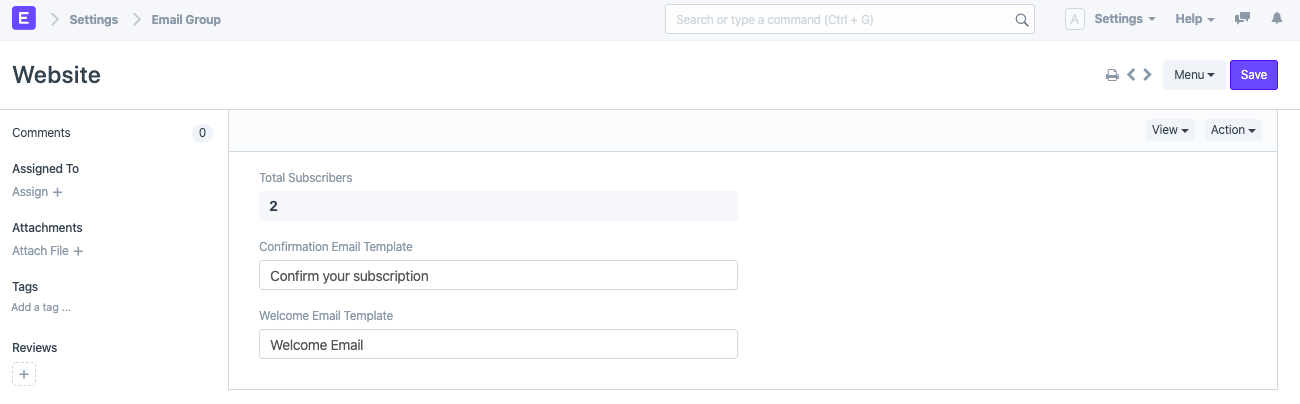 E Settings Email Group Search or type a command (Ctrl + G) A Settings Help
Website Menu Save
Comments 0 View Action
Assigned To
Assign +
Attachments
Attach File +
Tags
Add a tag ...
Reviews
+
Total Subscribers
2
Confirmation Email Template
Confirm your subscription
Welcome Email Template
Welcome Email